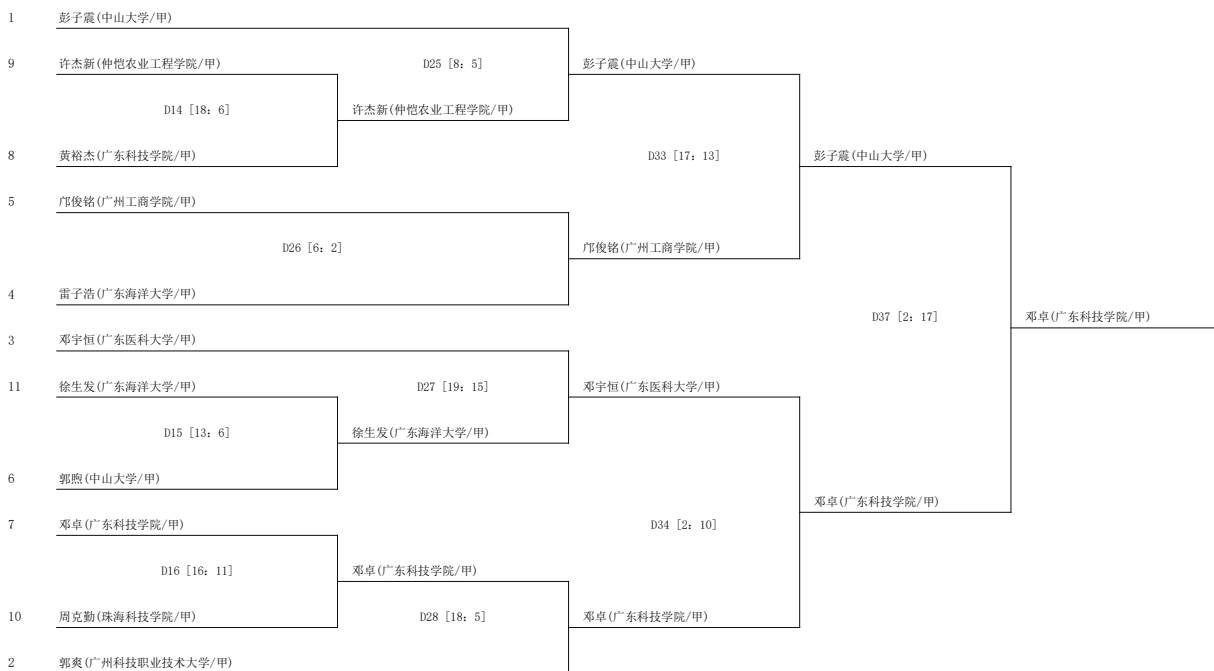 1 彭子震(中山大学/甲)
9 许杰新(仲恺农业工程学院/甲) D25 [8: 5] 彭子震(中山大学/甲)
D14 [18: 6] 许杰新(仲恺农业工程学院/甲)
8 黄裕杰(广东科技学院/甲) D33 [17: 13] 彭子震(中山大学/甲)
5 邝俊铭(广州工商学院/甲)
D26 [6: 2] 邝俊铭(广州工商学院/甲)
4 雷子浩(广东海洋大学/甲)
D37 [2: 17] 邓卓(广东科技学院/甲)
3 邓宇恒(广东医科大学/甲)
11 徐生发(广东海洋大学/甲) D27 [19: 15] 邓宇恒(广东医科大学/甲)
D15 [13: 6] 徐生发(广东海洋大学/甲)
6 郭煦(中山大学/甲)
邓卓(广东科技学院/甲)
7 邓卓(广东科技学院/甲) D34 [2: 10]
D16 [16: 11] 邓卓(广东科技学院/甲)
10 周克勤(珠海科技学院/甲) D28 [18: 5] 邓卓(广东科技学院/甲)
2 郭爽(广州科技职业技术大学/甲)